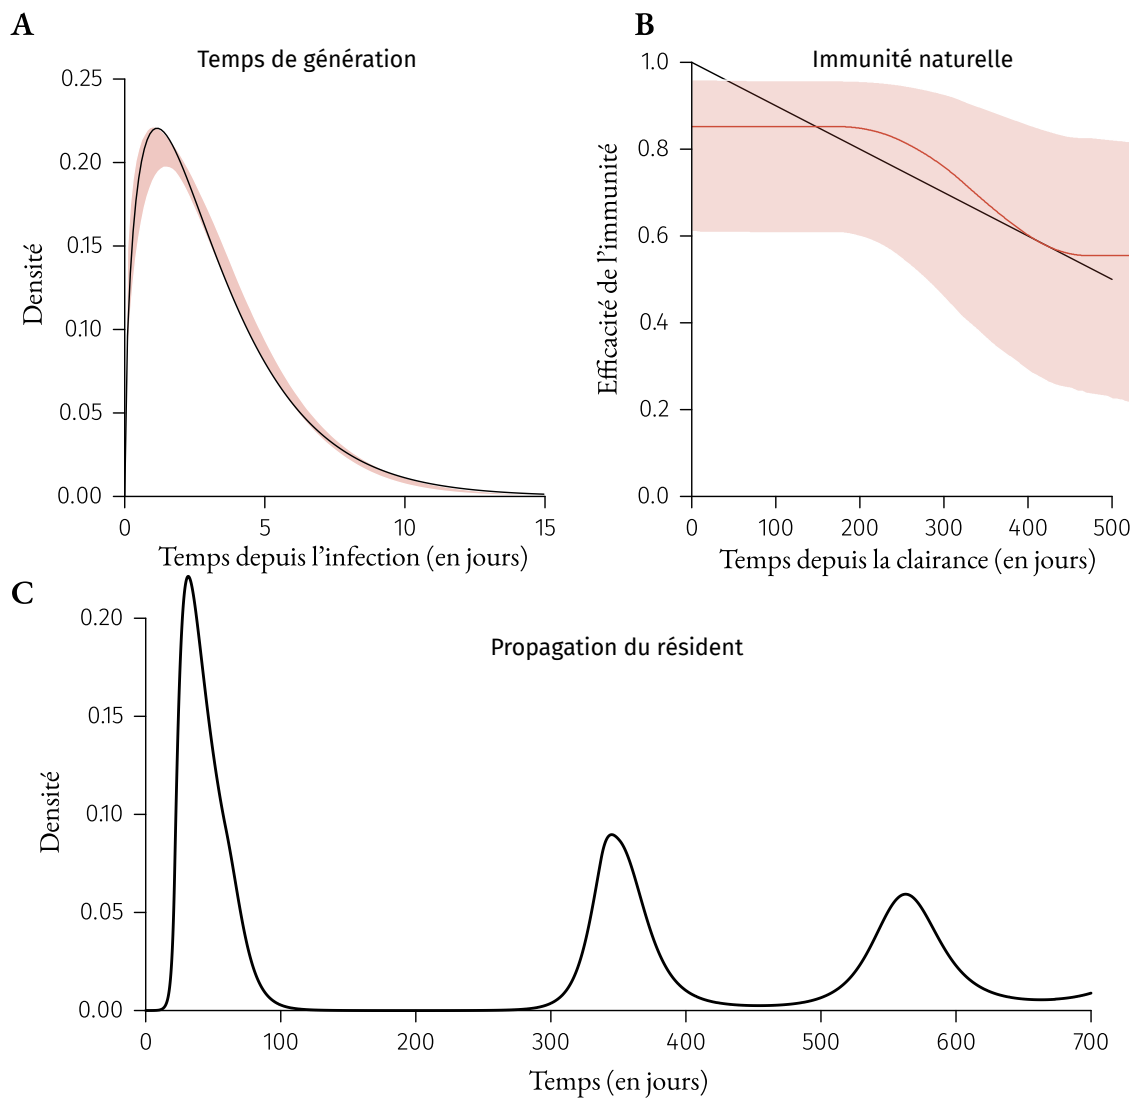 A
Temps de génération
0.25
0.20
0.15
0.10
0.05
0.00
Densité
0 5 10 15
Temps depuis l'infection (en jours)
B
Immunité naturelle
1.0
0.8
0.6
0.4
0.2
0.0
Efficacité de l'immunité
0 100 200 300 400 500
Temps depuis la clairance (en jours)
C
Propagation du résident
0.20
0.15
0.10
0.05
0.00
Densité
0 100 200 300 400 500 600 700
Temps (en jours)